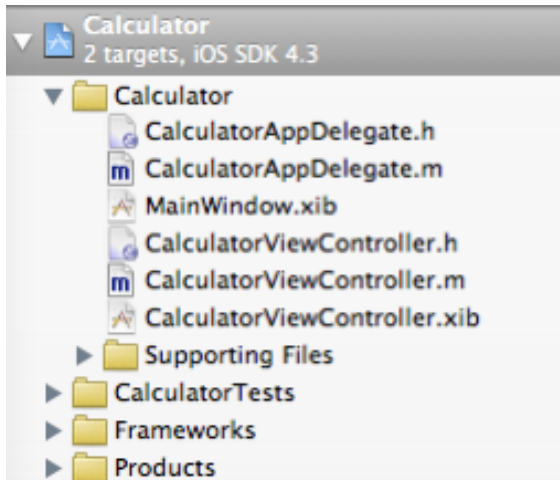 Calculator
2 targets, iOS SDK 4.3
Calculator
CalculatorAppDelegate.h
m CalculatorAppDelegate.m
MainWindow.xib
CalculatorViewController.h
m CalculatorViewController.m
CalculatorViewController.xib
Supporting Files
CalculatorTests
Frameworks
Products